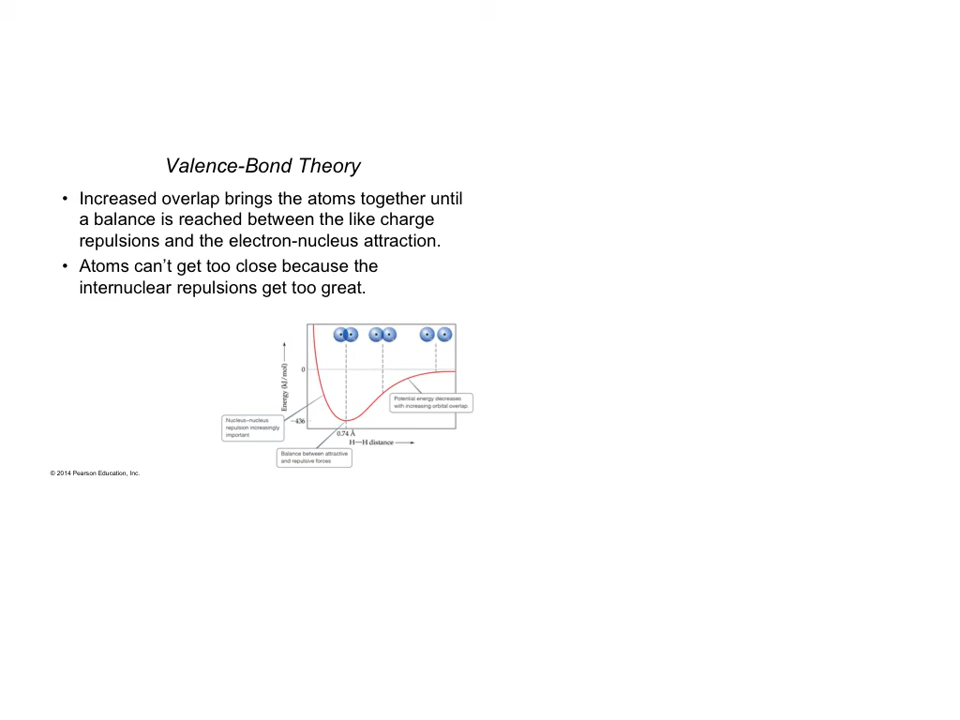 Valence-Bond Theory
• Increased overlap brings the atoms together until
a balance is reached between the like charge
repulsions and the electron-nucleus attraction.
• Atoms can’t get too close because the
internuclear repulsions get too great.
Energy (kJ/mol)
0
Potential energy decreases
with increasing orbital overlap
Nucleus–nucleus
repulsion increasingly
important
−436
0.74 Å
H—H distance
Balance between attractive
and repulsive forces
© 2014 Pearson Education, Inc.